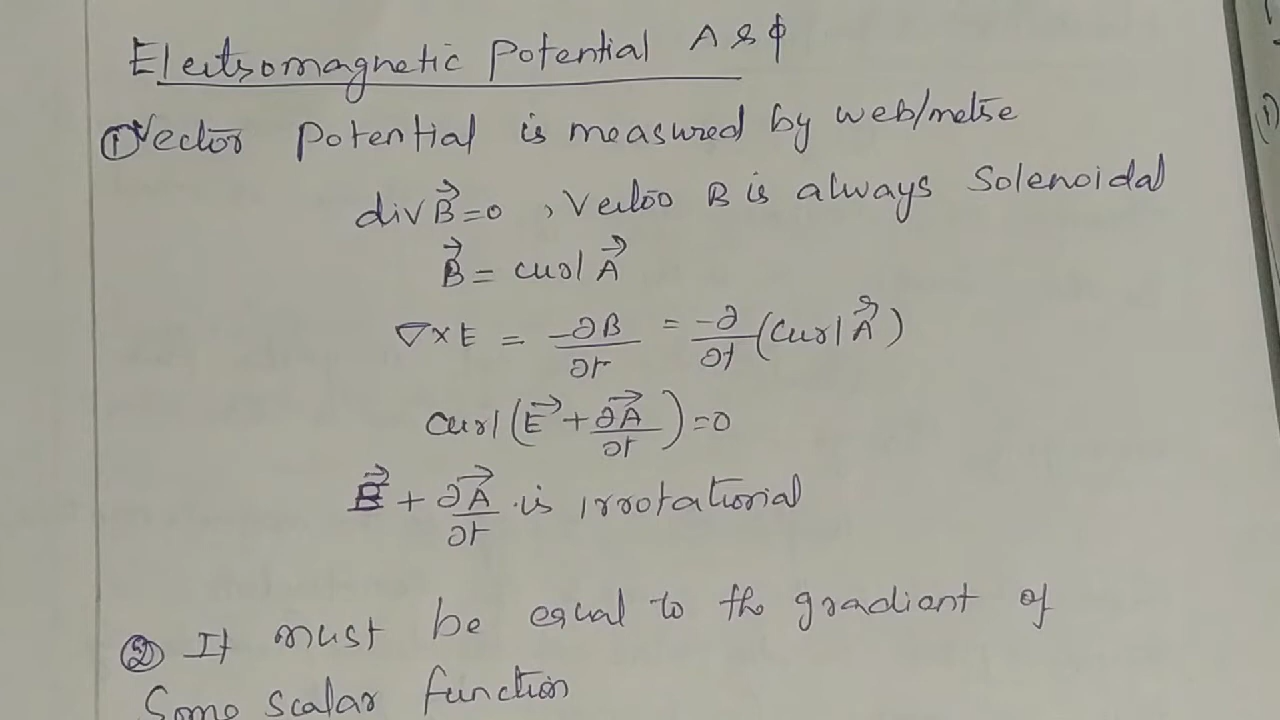 Electromagnetic Potential A & ϕ
① Vector Potential is measured by web/metre
div B⃗ = 0 , Vector B is always Solenoidal
B⃗ = curl A⃗
∇×E = -∂B/∂t = -∂/∂t (curl A⃗)
curl (E⃗ + ∂A⃗/∂t) = 0
E⃗ + ∂A⃗/∂t is irrotational
② It must be equal to the gradiant of
Some scalar function